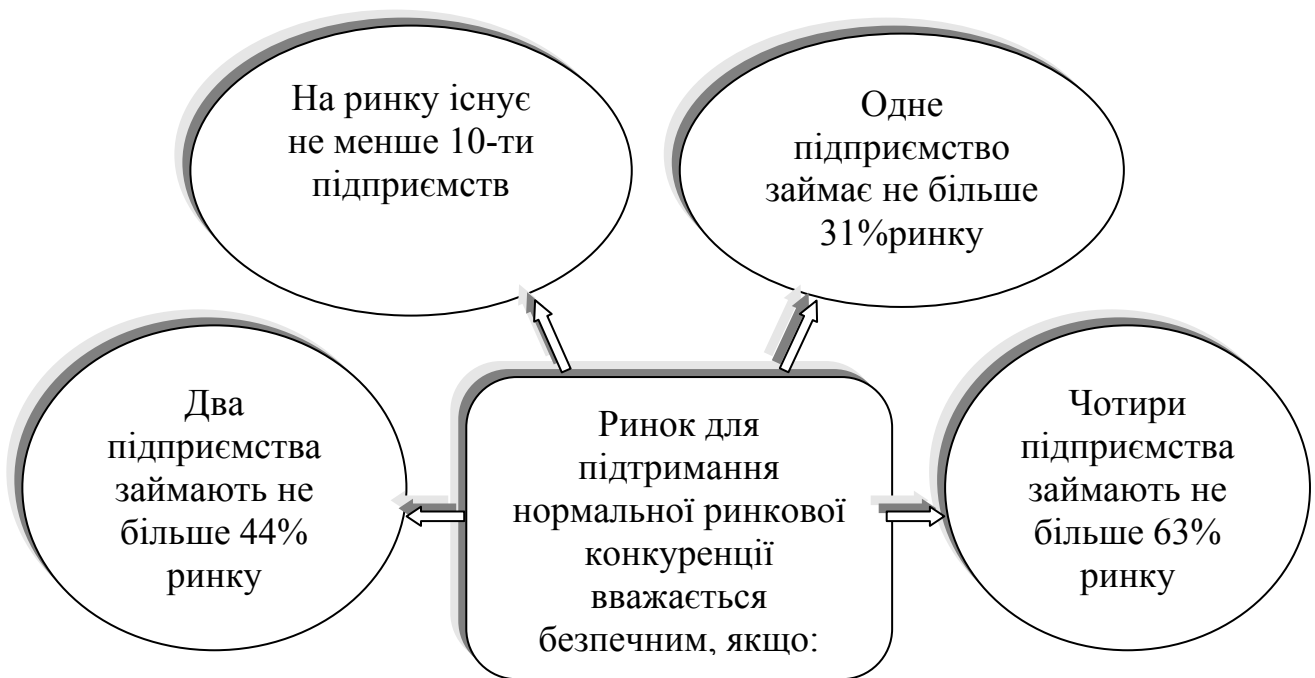 На ринку існує
не менше 10-ти
підприємств
Одне
підприємство
займає не більше
31%ринку
Два
підприємства
займають не
більше 44%
ринку
Ринок для
підтримання
нормальної ринкової
конкуренції
вважається
безпечним, якщо:
Чотири
підприємства
займають не
більше 63%
ринку